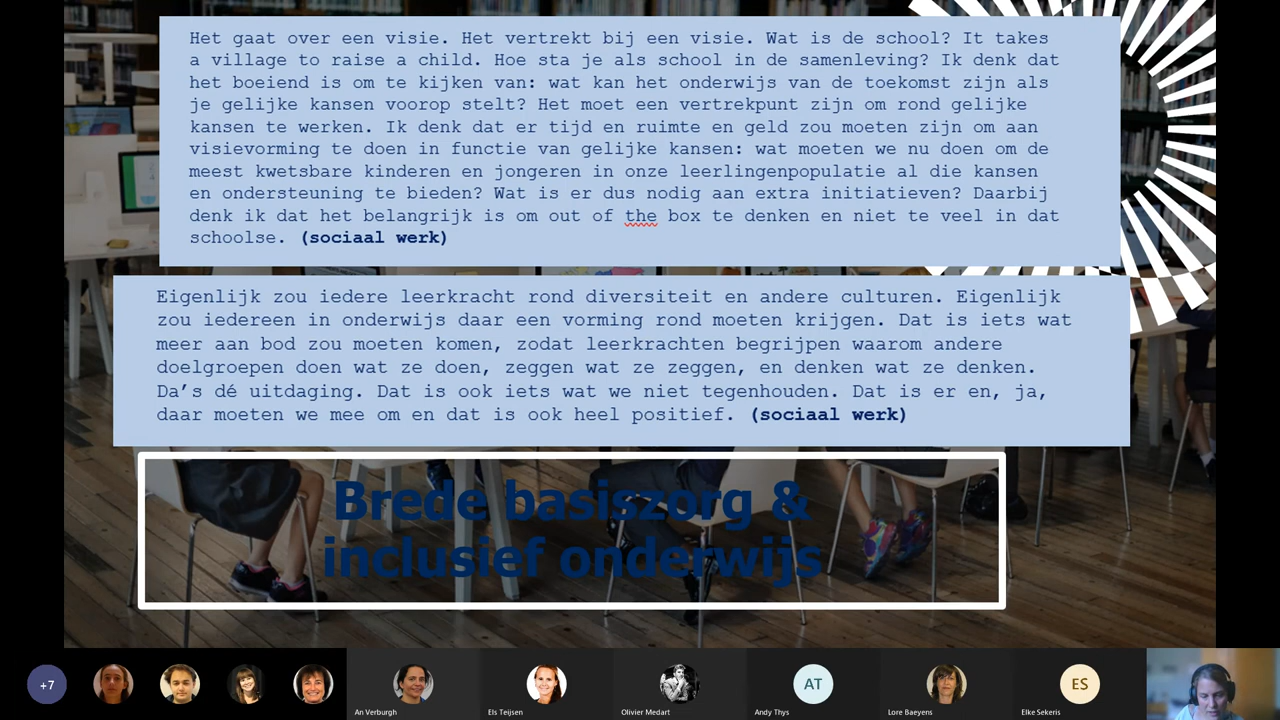 Het gaat over een visie. Het vertrekt bij een visie. Wat is de school? It takes
a village to raise a child. Hoe sta je als school in de samenleving? Ik denk dat
het boeiend is om te kijken van: wat kan het onderwijs van de toekomst zijn als
je gelijke kansen voorop stelt? Het moet een vertrekpunt zijn om rond gelijke
kansen te werken. Ik denk dat er tijd en ruimte en geld zou moeten zijn om aan
visievorming te doen in functie van gelijke kansen: wat moeten we nu doen om de
meest kwetsbare kinderen en jongeren in onze leerlingenpopulatie al die kansen
en ondersteuning te bieden? Wat is er dus nodig aan extra initiatieven? Daarbij
denk ik dat het belangrijk is om out of the box te denken en niet te veel in dat
schoolse. (sociaal werk)
Eigenlijk zou iedere leerkracht rond diversiteit en andere culturen. Eigenlijk
zou iedereen in onderwijs daar een vorming rond moeten krijgen. Dat is iets wat
meer aan bod zou moeten komen, zodat leerkrachten begrijpen waarom andere
doelgroepen doen wat ze doen, zeggen wat ze zeggen, en denken wat ze denken.
Da's dé uitdaging. Dat is ook iets wat we niet tegenhouden. Dat is er en, ja,
daar moeten we mee om en dat is ook heel positief. (sociaal werk)
Brede basiszorg &
inclusief onderwijs
+7
AT
ES
An Verburgh
Els Teijsen
Olivier Medart
Andy Thys
Lore Baeyens
Elke Sekeris